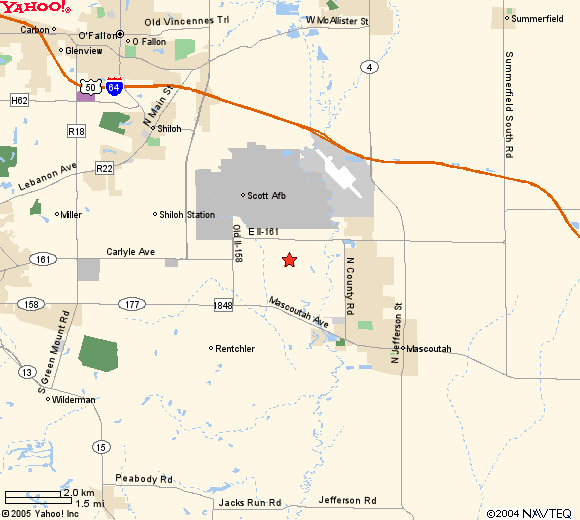 YAHOO!
Old Vincennes Trl
W McAllister St
Summerfield
Carbon
O'Fallon
O Fallon
Glenview
4
50
64
H62
N Main St
Summerfield South Rd
R18
Shiloh
Lebanon Ave
R22
Scott Afb
Miller
Shiloh Station
Old Il-158
E Il-161
Carlyle Ave
161
N County Rd
158
177
1848
Mascoutah Ave
N Jefferson St
S Green Mount Rd
Rentchler
Mascoutah
13
Wilderman
15
Peabody Rd
2.0 km
1.5 mi
Jacks Run Rd
Jefferson Rd
©2005 Yahoo! Inc
©2004 NAVTEQ